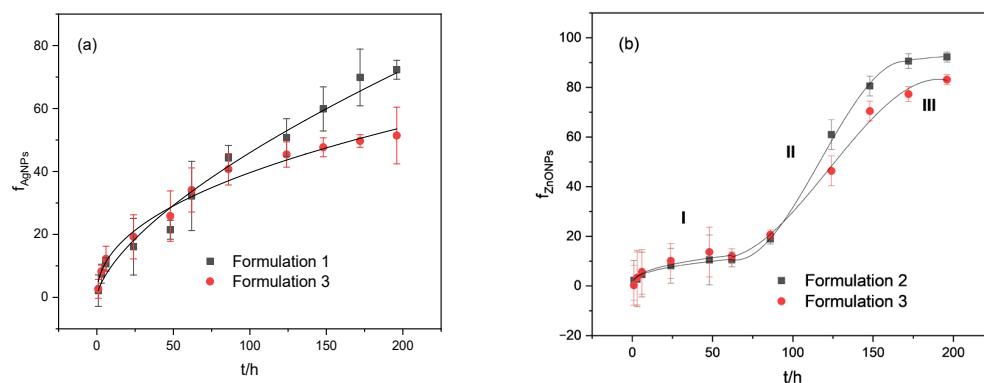 (a)
80
60
40
20
0
f_AgNPs
Formulation 1
Formulation 3
0 50 100 150 200
t/h
(b)
100
80
60
40
20
0
−20
f_ZnONPs
I
II
III
Formulation 2
Formulation 3
0 50 100 150 200
t/h